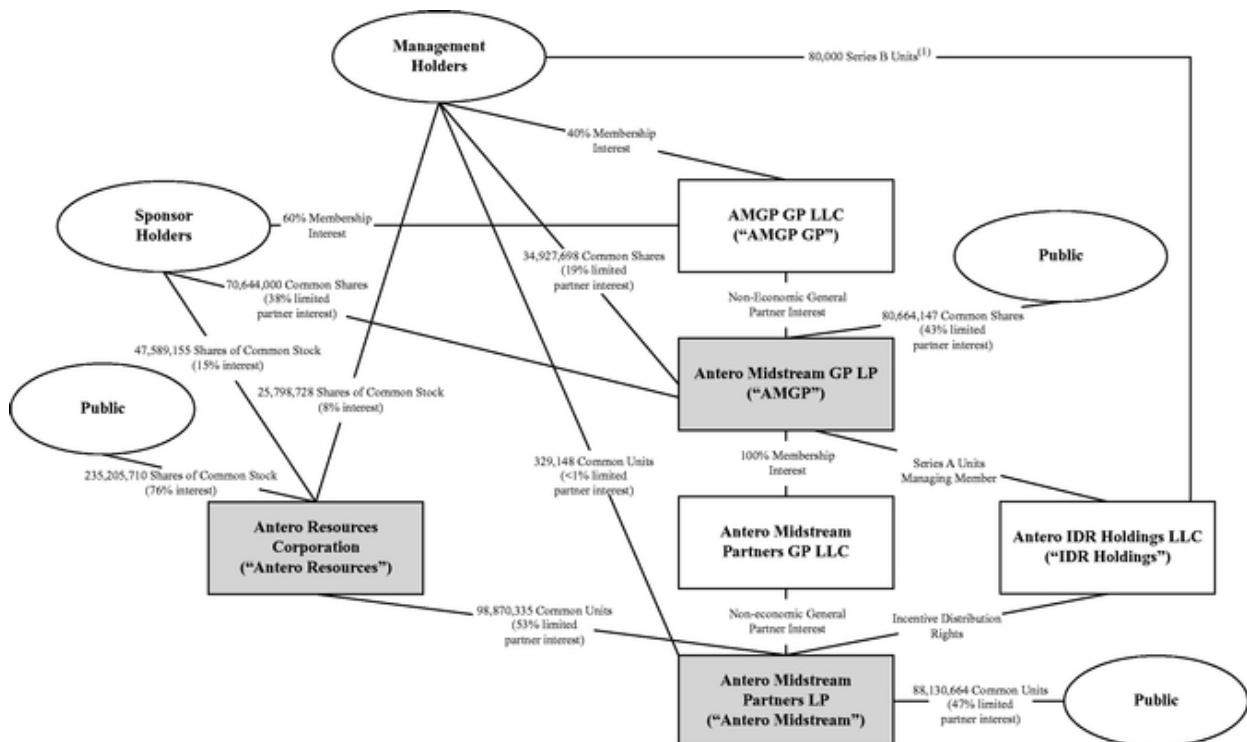 Management
Holders
80,000 Series B Units(1)
40% Membership
Interest
Sponsor
Holders
60% Membership
Interest
AMGP GP LLC
(“AMGP GP”)
Public
34,927,698 Common Shares
(19% limited
partner interest)
70,644,000 Common Shares
(38% limited
partner interest)
Non-Economic General
Partner Interest
80,664,147 Common Shares
(43% limited
partner interest)
47,589,155 Shares of Common Stock
(15% interest)
Antero Midstream GP LP
(“AMGP”)
25,798,728 Shares of Common Stock
(8% interest)
Public
235,205,710 Shares of Common Stock
(76% interest)
329,148 Common Units
(<1% limited
partner interest)
100% Membership
Interest
Series A Units
Managing Member
Antero Resources
Corporation
(“Antero Resources”)
Antero Midstream
Partners GP LLC
Antero IDR Holdings LLC
(“IDR Holdings”)
98,870,335 Common Units
(53% limited
partner interest)
Non-economic General
Partner Interest
Incentive Distribution
Rights
Antero Midstream
Partners LP
(“Antero Midstream”)
88,130,664 Common Units
(47% limited
partner interest)
Public